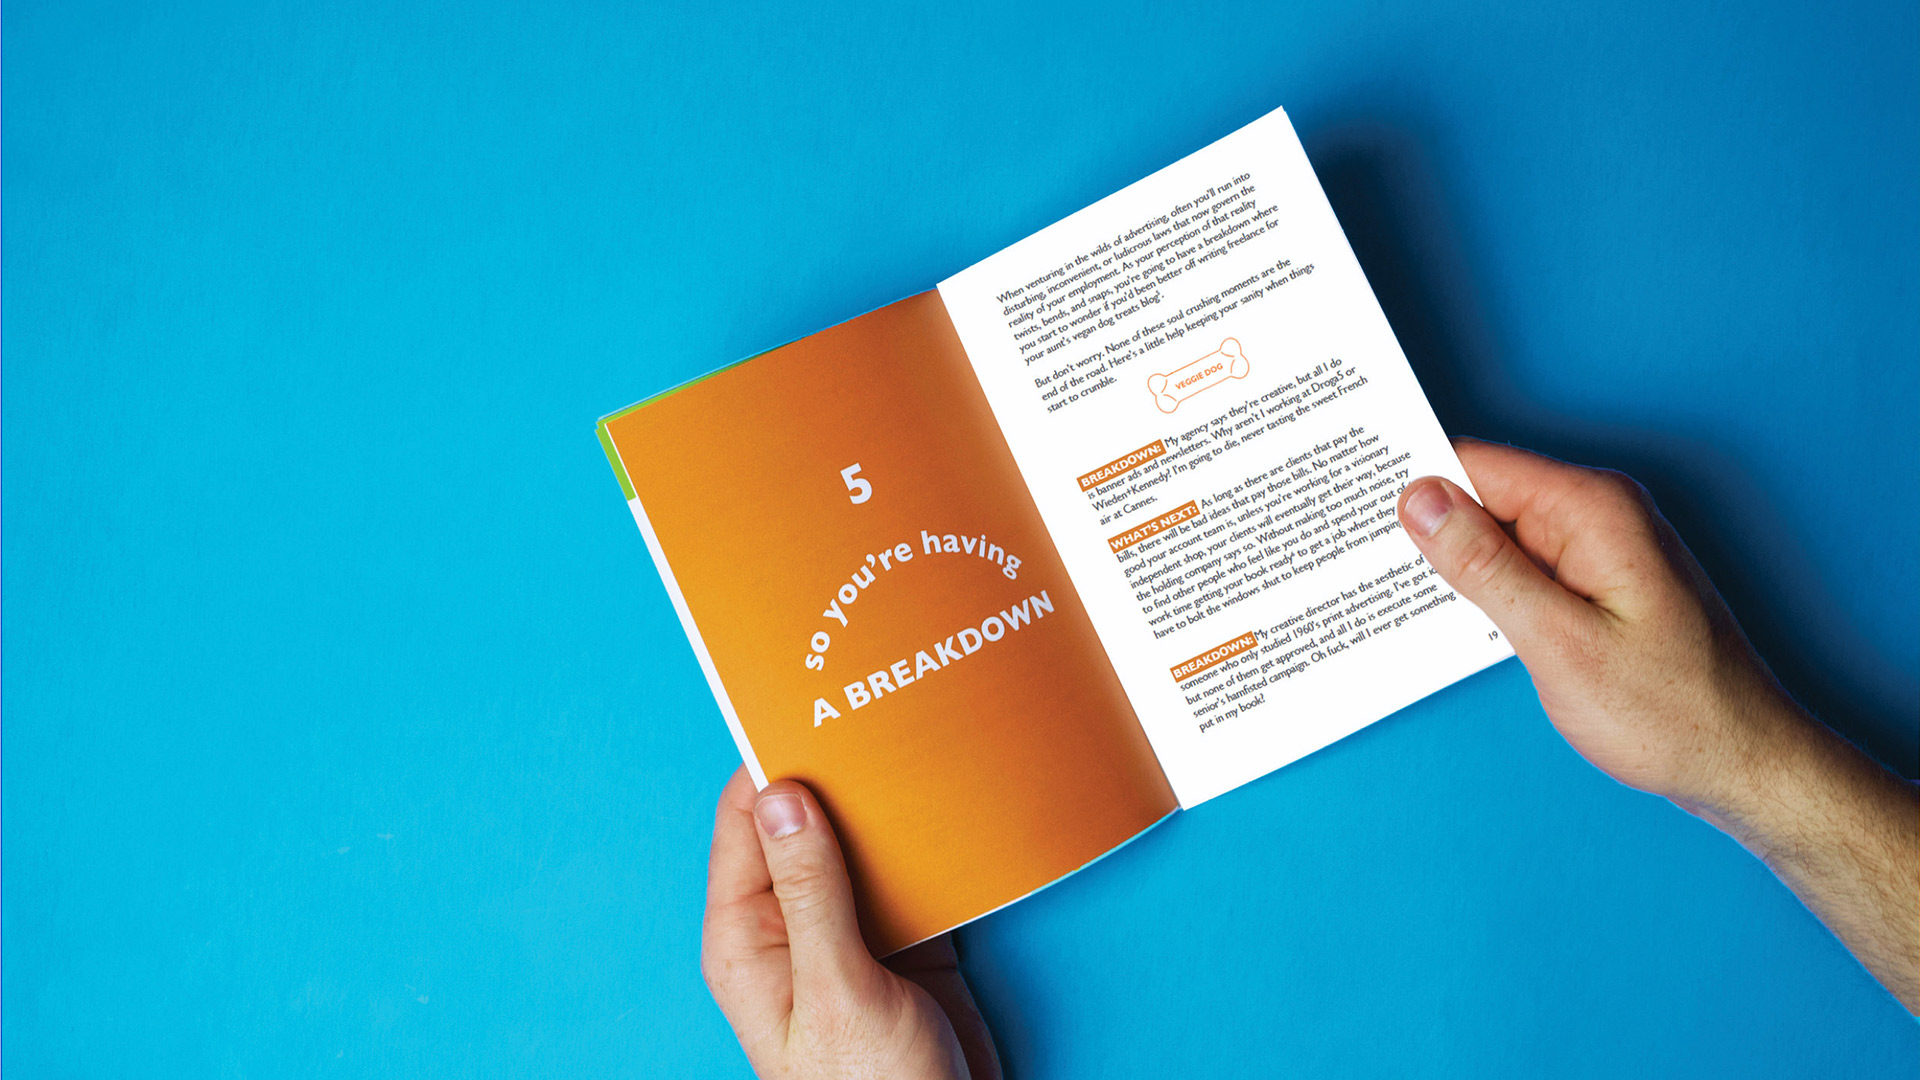 5
so you're having
A BREAKDOWN
When venturing in the wilds of advertising, often you'll run into
disturbing, inconvenient, or ludicrous laws that now govern the
reality of your employment. As your perception of that reality
twists, bends, and snaps, you're going to have a breakdown where
you start to wonder if you'd been better off writing freelance for
your aunt's vegan dog treats blog
But don't worry. None of these soul crushing moments are the
end of the road. Here's a little help keeping your sanity when things
start to crumble.
VEGGIE DOG
BREAKDOWN: My agency says they're creative, but all I do
is banner ads and newsletters. Why aren't I working at Droga5 or
Wieden+Kennedy? I'm going to die, never tasting the sweet French
air at Cannes.
WHAT'S NEXT: As long as there are clients that pay the
bills, there will be bad ideas that pay those bills. No matter how
good your account team is, unless you're working for a visionary
independent shop, your clients will eventually get their way, because
the holding company says so. Without making too much noise, try
to find other people who feel like you do and spend your out of
work time getting your book ready to get a job where they
have to bolt the windows shut to keep people from jumping
BREAKDOWN: My creative director has the aesthetic of
someone who only studied 1960's print advertising. I've got
but none of them get approved, and all I do is execute some
senior's hamfisted campaign. Oh fuck, will I ever get something
put in my book?
19